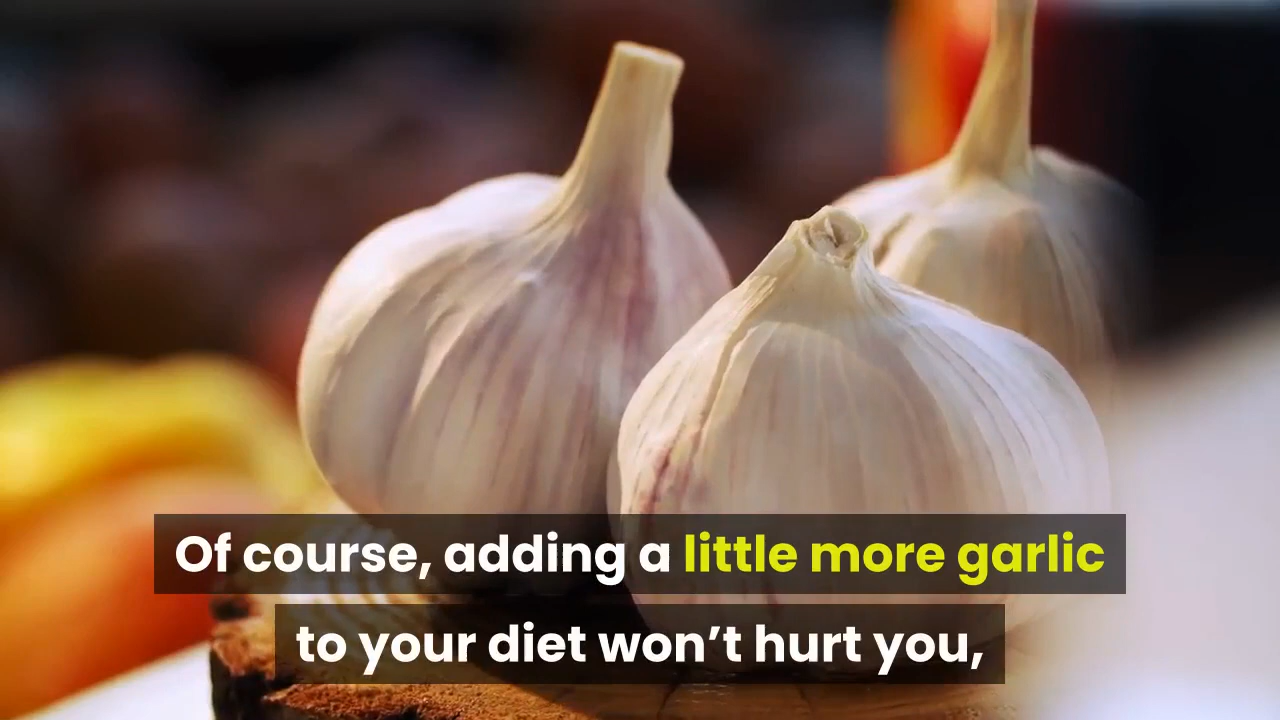 Of course, adding a little more garlic
to your diet won’t hurt you,